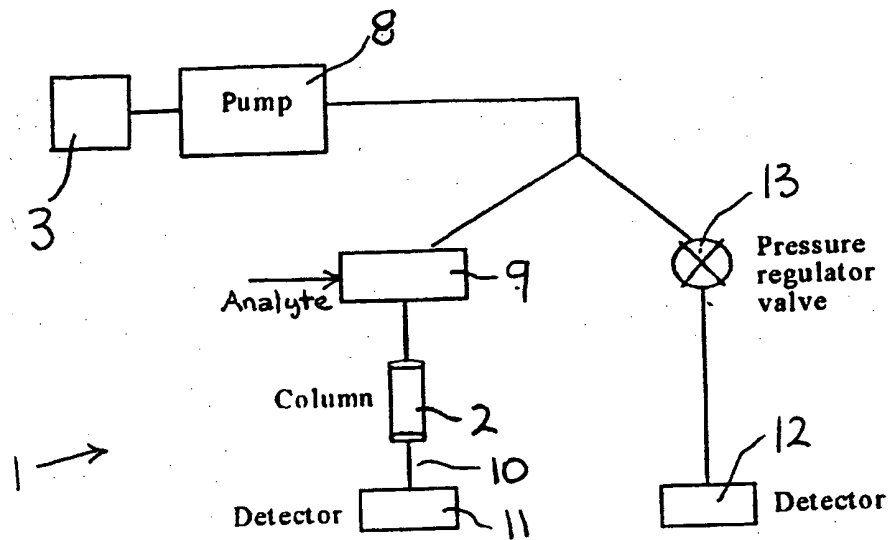 8
Pump
3
13
Pressure
regulator
valve
9
Analyte
Column
2
12
1
10
Detector
11
Detector